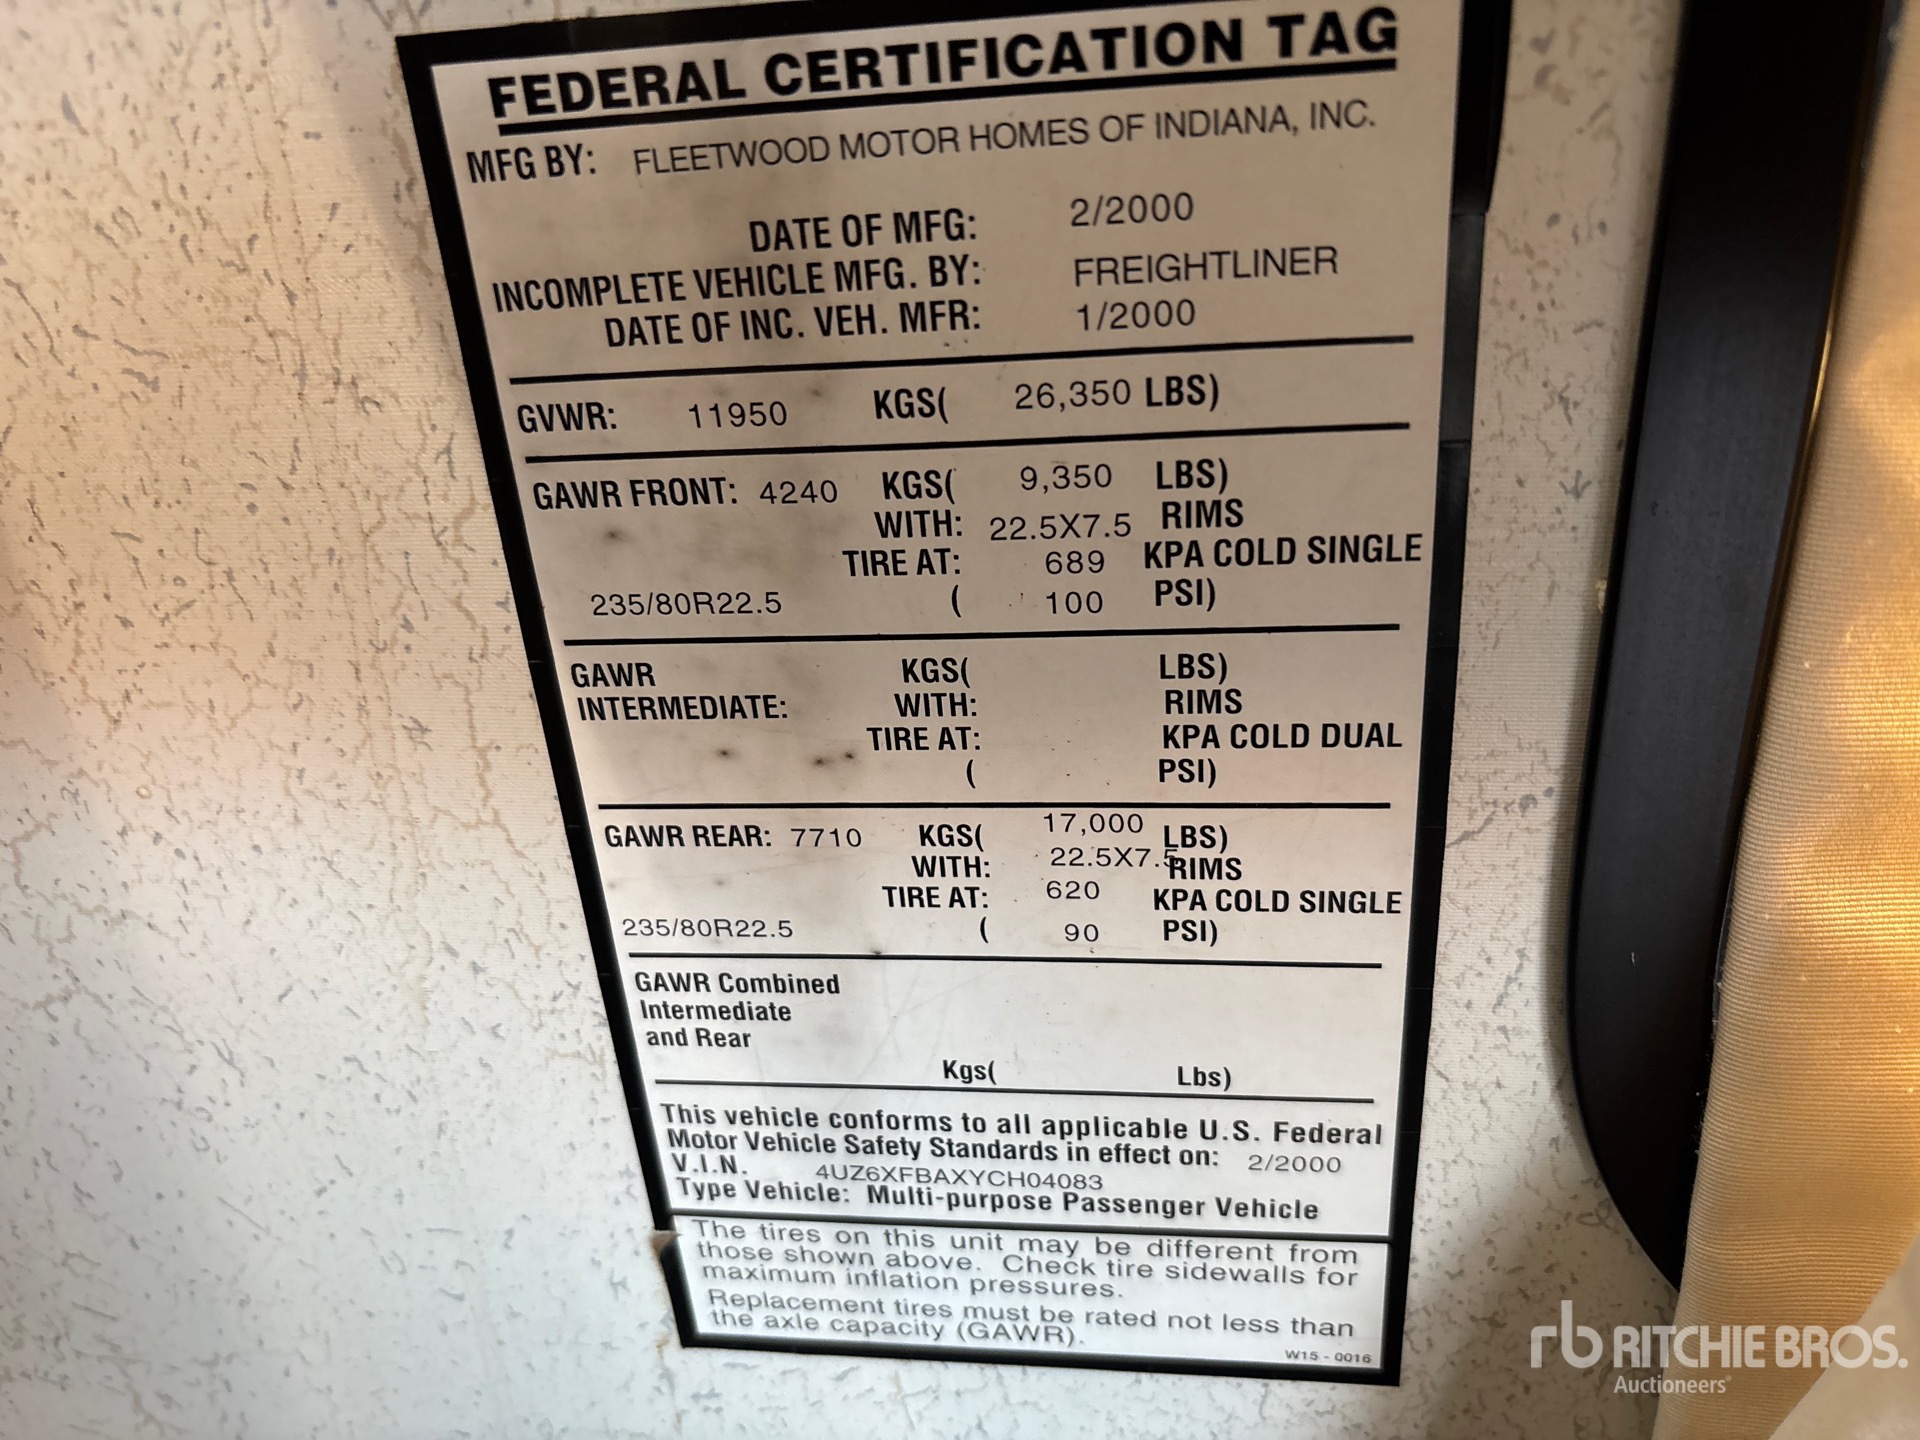 FEDERAL CERTIFICATION TAG
MFG BY: FLEETWOOD MOTOR HOMES OF INDIANA, INC.
DATE OF MFG: 2/2000
INCOMPLETE VEHICLE MFG. BY: FREIGHTLINER
DATE OF INC. VEH. MFR: 1/2000
GVWR: 11950 KGS( 26,350 LBS)
GAWR FRONT: 4240 KGS( 9,350 LBS)
WITH: 22.5X7.5 RIMS
TIRE AT: 689 KPA COLD SINGLE
235/80R22.5 ( 100 PSI)
GAWR KGS( LBS)
INTERMEDIATE: WITH: RIMS
TIRE AT: KPA COLD DUAL
( PSI)
GAWR REAR: 7710 KGS( 17,000 LBS)
WITH: 22.5X7.5 RIMS
TIRE AT: 620 KPA COLD SINGLE
235/80R22.5 ( 90 PSI)
GAWR Combined
Intermediate
and Rear
Kgs( Lbs)
This vehicle conforms to all applicable U.S. Federal
Motor Vehicle Safety Standards in effect on: 2/2000
V.I.N. 4UZ6XFBAXYCH04083
Type Vehicle: Multi-purpose Passenger Vehicle
The tires on this unit may be different from
those shown above. Check tire sidewalls for
maximum inflation pressures.
Replacement tires must be rated not less than
the axle capacity (GAWR).
W15 - 0016
rb RITCHIE BROS.
Auctioneers